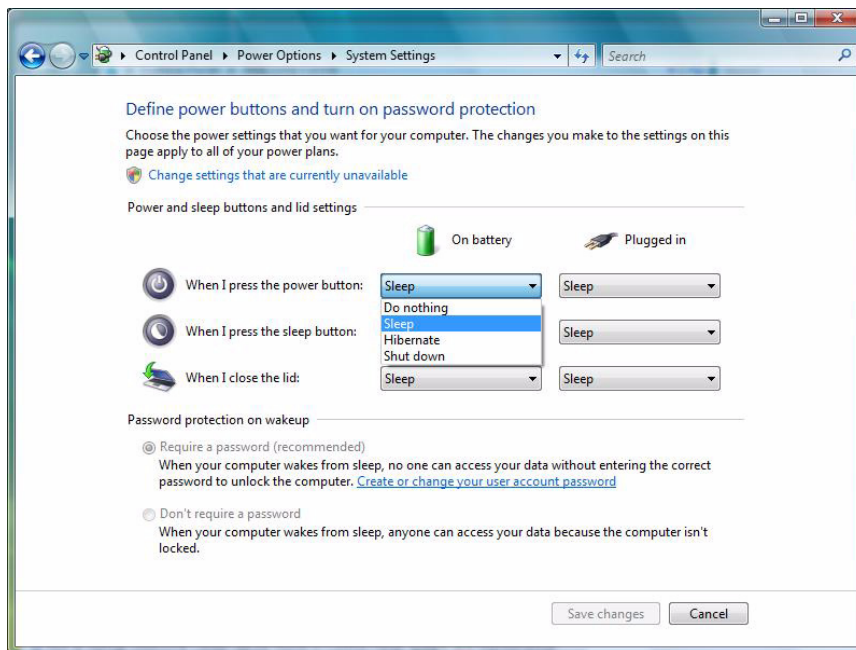 Control Panel Power Options System Settings
Search
Define power buttons and turn on password protection
Choose the power settings that you want for your computer. The changes you make to the settings on this
page apply to all of your power plans.
Change settings that are currently unavailable
Power and sleep buttons and lid settings
On battery Plugged in
When I press the power button: Sleep Sleep
Do nothing
Sleep
When I press the sleep button: Sleep
Hibernate
Shut down
When I close the lid: Sleep Sleep
Password protection on wakeup
Require a password (recommended)
When your computer wakes from sleep, no one can access your data without entering the correct
password to unlock the computer. Create or change your user account password
Don't require a password
When your computer wakes from sleep, anyone can access your data because the computer isn't
locked.
Save changes Cancel